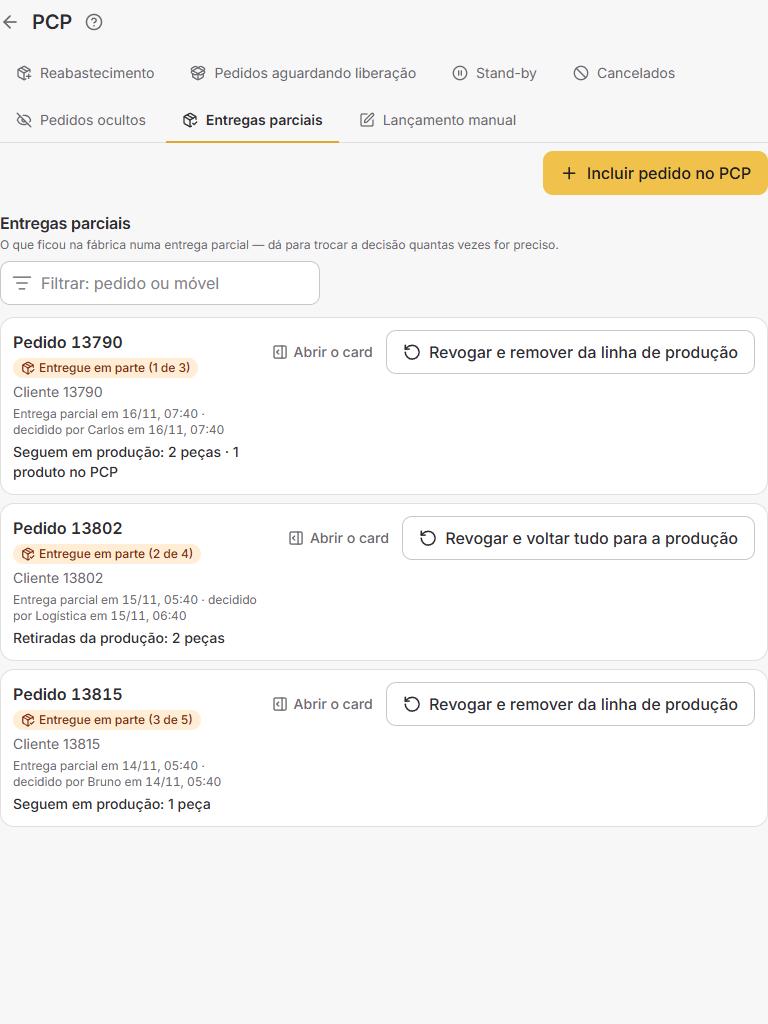 PCP
Reabastecimento
Pedidos aguardando liberação
Stand-by
Cancelados
Pedidos ocultos
Entregas parciais
Lançamento manual
Incluir pedido no PCP
Entregas parciais
O que ficou na fábrica numa entrega parcial — dá para trocar a decisão quantas vezes for preciso.
Filtrar: pedido ou móvel
Pedido 13790
Entregue em parte (1 de 3)
Cliente 13790
Entrega parcial em 16/11, 07:40 ·
decidido por Carlos em 16/11, 07:40
Seguem em produção: 2 peças · 1
produto no PCP
Abrir o card
Revogar e remover da linha de produção
Pedido 13802
Entregue em parte (2 de 4)
Cliente 13802
Entrega parcial em 15/11, 05:40 · decidido
por Logística em 15/11, 06:40
Retiradas da produção: 2 peças
Abrir o card
Revogar e voltar tudo para a produção
Pedido 13815
Entregue em parte (3 de 5)
Cliente 13815
Entrega parcial em 14/11, 05:40 ·
decidido por Bruno em 14/11, 05:40
Seguem em produção: 1 peça
Abrir o card
Revogar e remover da linha de produção